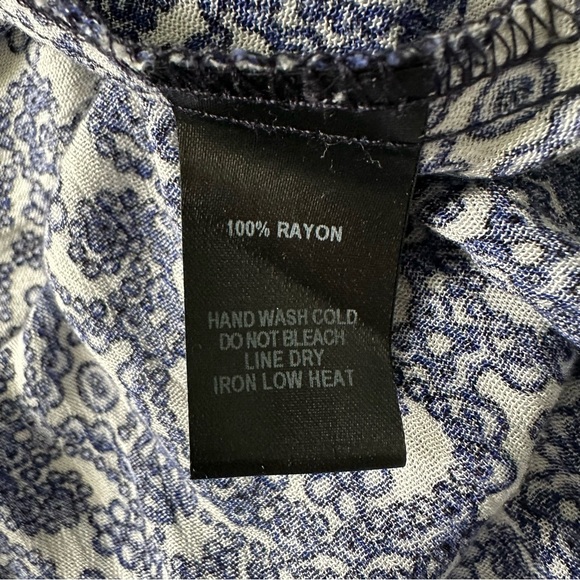 100% RAYON
HAND WASH COLD
DO NOT BLEACH
LINE DRY
IRON LOW HEAT